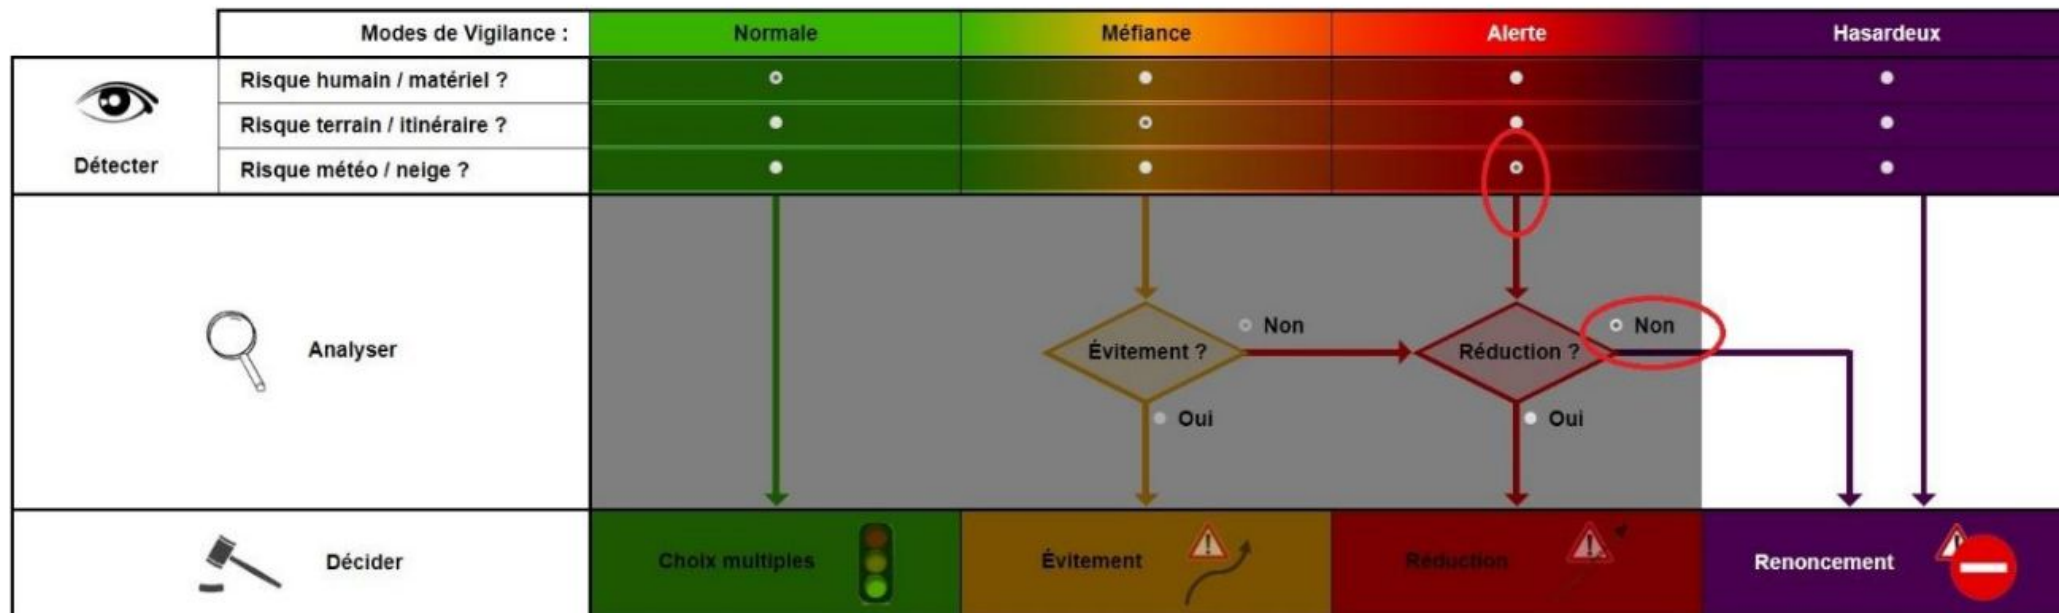 Modes de Vigilance : Normale Méfiance Alerte Hasardeux
Risque humain / matériel ?
Risque terrain / itinéraire ?
Détecter
Risque météo / neige ?
Analyser
Évitement ? Non Réduction ? Non
Oui Oui
Décider Choix multiples Évitement Réduction Renoncement